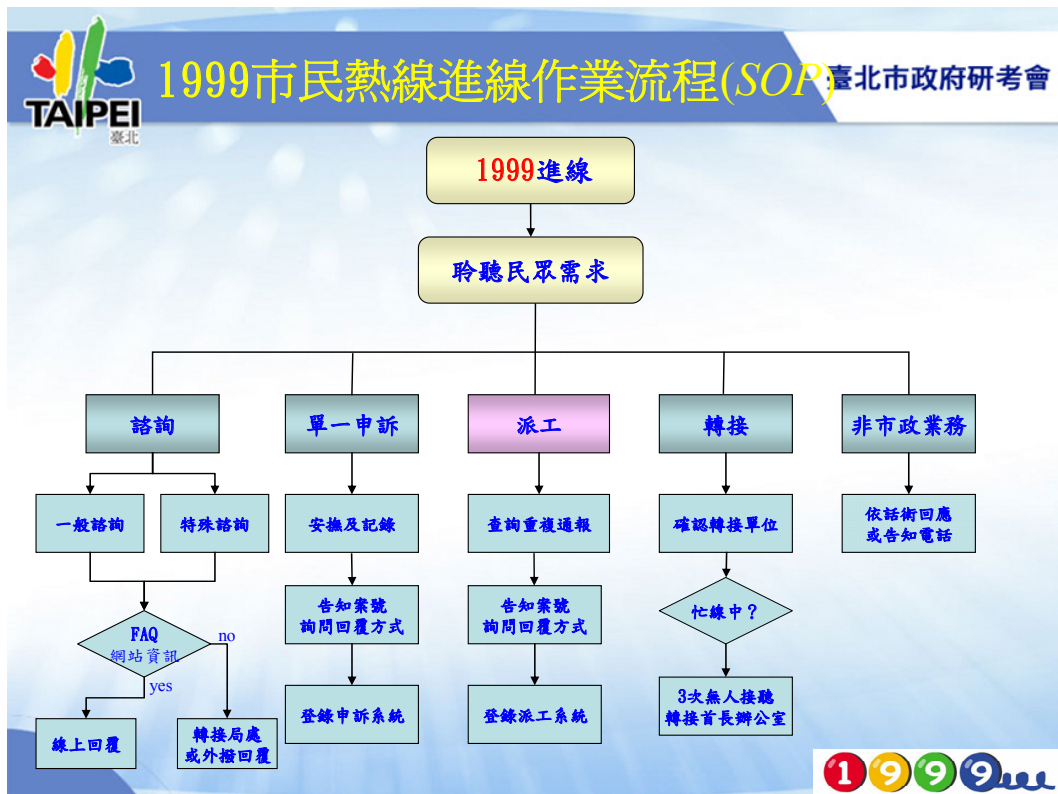 1999市民熱線進線作業流程(SOP)
臺北市政府研考會
TAIPEI
臺北
1999進線
聆聽民眾需求
諮詢
單一申訴
派工
轉接
非市政業務
一般諮詢
特殊諮詢
安撫及記錄
查詢重複通報
確認轉接單位
依話術回應
或告知電話
告知案號
詢問回覆方式
告知案號
詢問回覆方式
忙線中？
FAQ
網站資訊
no
yes
線上回覆
轉接局處
或外撥回覆
登錄申訴系統
登錄派工系統
3次無人接聽
轉接首長辦公室
1999